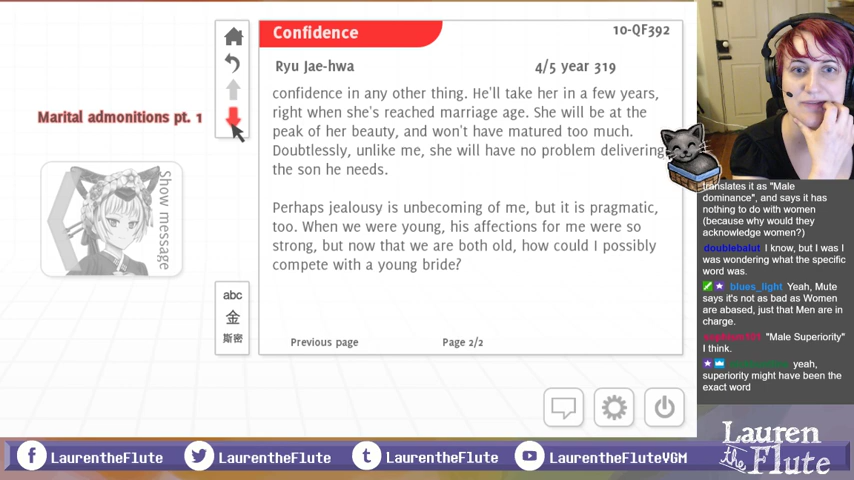 Confidence
10-QF392
Ryu Jae-hwa
4/5 year 319
confidence in any other thing. He'll take her in a few years,
right when she's reached marriage age. She will be at the
peak of her beauty, and won't have matured too much.
Doubtlessly, unlike me, she will have no problem delivering
the son he needs.
Perhaps jealousy is unbecoming of me, but it is pragmatic,
too. When we were young, his affections for me were so
strong, but now that we are both old, how could I possibly
compete with a young bride?
Previous page
Page 2/2
Marital admonitions pt. 1
Show message
abc
金
斯密
translates it as "Male
dominance", and says it has
nothing to do with women
(because why would they
acknowledge women?)
doublebalut I know, but I was I
was wondering what the specific
word was.
blues_light Yeah, Mute
says it's not as bad as Women
are abased, just that Men are in
charge.
"Male Superiority"
I think.
yeah,
superiority might have been the
exact word
Lauren
the Flute
LaurentheFlute
LaurentheFlute
LaurentheFlute
LaurentheFluteVGM